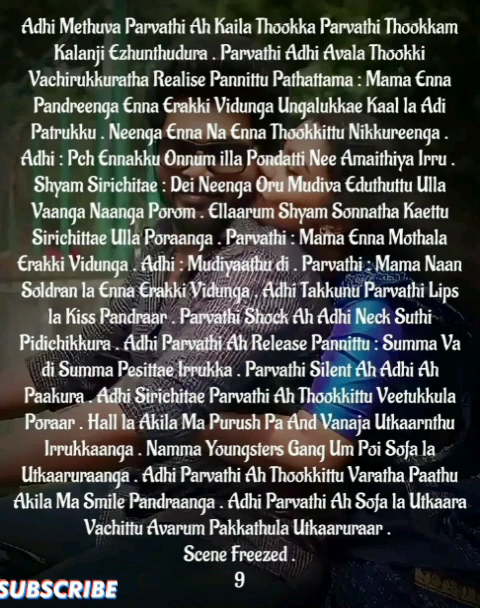 Adhi Methuva Parvathi Ah Kaila Thookka Parvathi Thookkam
Kalanji Ezhunthudura . Parvathi Adhi Avala Thookki
Vachirukkuratha Realise Pannittu Pathattama : Mama Enna
Pandreenga Enna Erakki Vidunga Ungalukkae Kaal la Adi
Patrukku . Neenga Enna Na Enna Thookkittu Nikkureenga .
Adhi : Pch Ennakku Onnum illa Pondatti Nee Amaithiya Irru .
Shyam Sirichitae : Dei Neenga Oru Mudiva Eduthuttu Ulla
Vaanga Naanga Porom . Ellaarum Shyam Sonnatha Kaettu
Sirichittae Ulla Poraanga . Parvathi : Mama Enna Mothala
Erakki Vidunga . Adhi : Mudiyaathu di . Parvathi : Mama Naan
Soldran la Enna Erakki Vidunga . Adhi Takkunu Parvathi Lips
la Kiss Pandraar . Parvathi Shock Ah Adhi Neck Suthi
Pidichikkura . Adhi Parvathi Ah Release Pannittu : Summa Va
di Summa Pesittae Irrukka . Parvathi Silent Ah Adhi Ah
Paakura . Adhi Sirichitae Parvathi Ah Thookkittu Veetukkula
Poraar . Hall la Akila Ma Purush Pa And Vanaja Utkaarnthu
Irrukkaanga . Namma Youngsters Gang Um Poi Sofa la
Utkaaruraanga . Adhi Parvathi Ah Thookkittu Varatha Paathu
Akila Ma Smile Pandraanga . Adhi Parvathi Ah Sofa la Utkaara
Vachittu Avarum Pakkathula Utkaaruraar .
Scene Freezed .
9
SUBSCRIBE